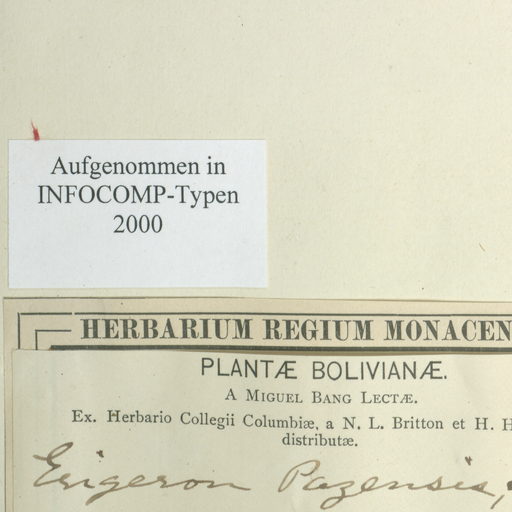 Aufgenommen in
INFOCOMP-Typen
2000
HERBARIUM REGIUM MONACEN
PLANTÆ BOLIVIANÆ.
A MIGUEL BANG LECTÆ.
Ex. Herbario Collegii Columbiæ, a N. L. Britton et H. H
distributæ.
Erigeron Pazensis,